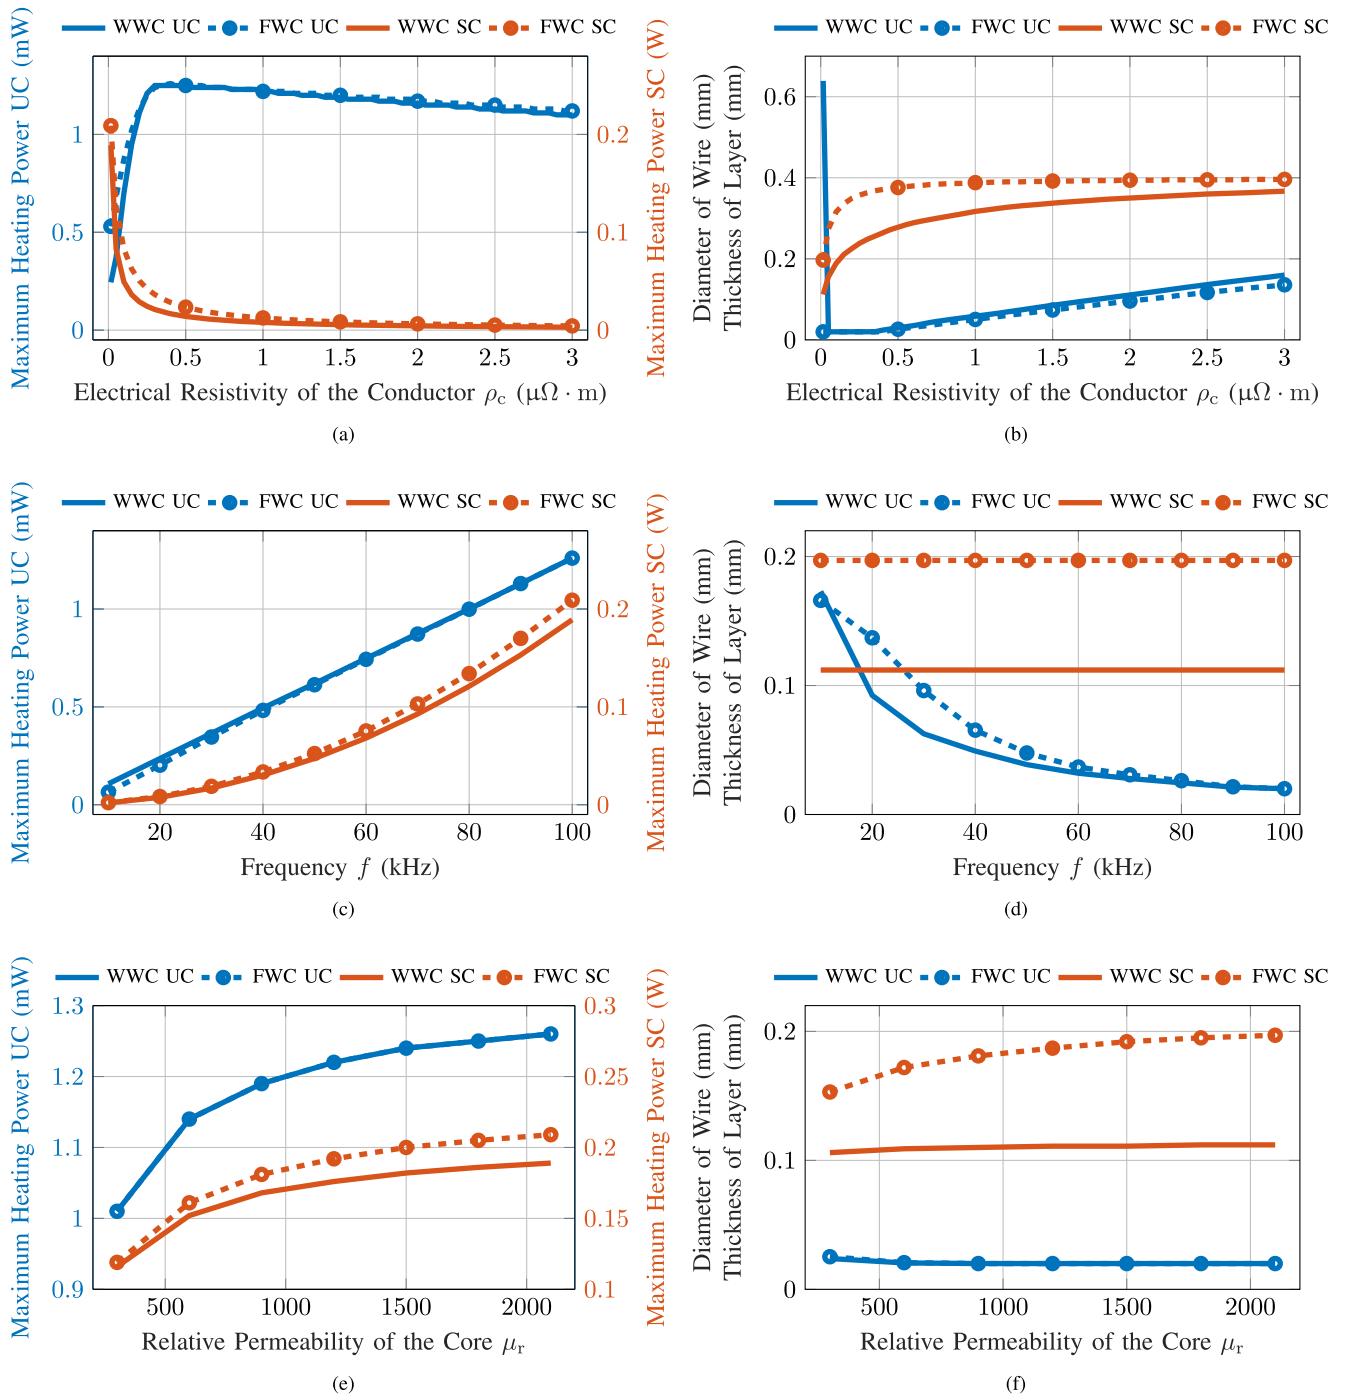 WWC UC FWC UC WWC SC FWC SC
Maximum Heating Power UC (mW)
1
0.5
0
0.2
0.1
0
Maximum Heating Power SC (W)
0 0.5 1 1.5 2 2.5 3
Electrical Resistivity of the Conductor ρc (μΩ · m)
(a)
WWC UC FWC UC WWC SC FWC SC
Diameter of Wire (mm)
Thickness of Layer (mm)
0.6
0.4
0.2
0
0 0.5 1 1.5 2 2.5 3
Electrical Resistivity of the Conductor ρc (μΩ · m)
(b)
WWC UC FWC UC WWC SC FWC SC
Maximum Heating Power UC (mW)
1
0.5
0
0.2
0.1
0
Maximum Heating Power SC (W)
20 40 60 80 100
Frequency f (kHz)
(c)
WWC UC FWC UC WWC SC FWC SC
Diameter of Wire (mm)
Thickness of Layer (mm)
0.2
0.1
0
20 40 60 80 100
Frequency f (kHz)
(d)
WWC UC FWC UC WWC SC FWC SC
Maximum Heating Power UC (mW)
1.3
1.2
1.1
1
0.9
0.3
0.25
0.2
0.15
0.1
Maximum Heating Power SC (W)
500 1000 1500 2000
Relative Permeability of the Core μr
(e)
WWC UC FWC UC WWC SC FWC SC
Diameter of Wire (mm)
Thickness of Layer (mm)
0.2
0.1
0
500 1000 1500 2000
Relative Permeability of the Core μr
(f)